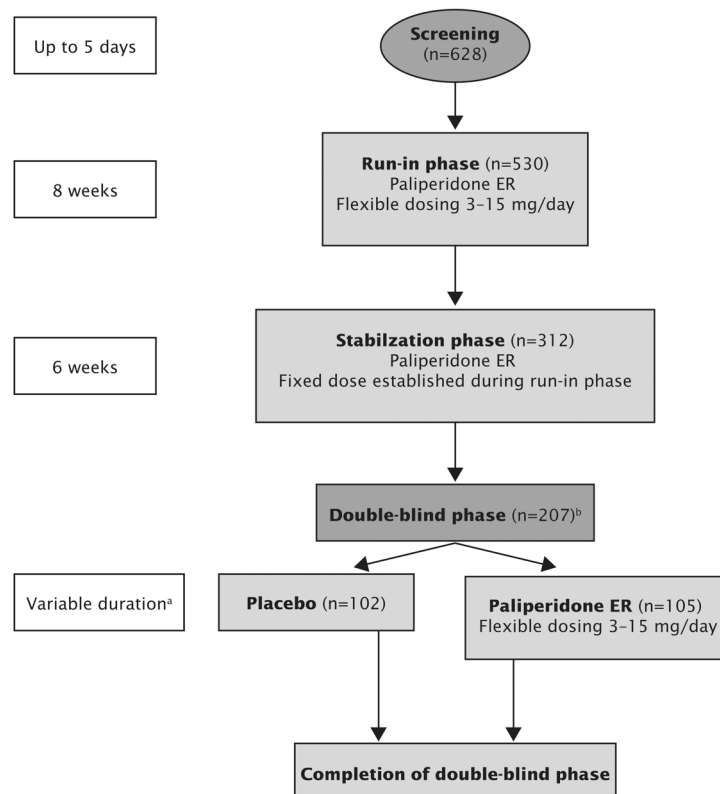 Up to 5 days
Screening
(n=628)
8 weeks
Run-in phase (n=530)
Paliperidone ER
Flexible dosing 3–15 mg/day
6 weeks
Stabilzation phase (n=312)
Paliperidone ER
Fixed dose established during run-in phase
Double-blind phase (n=207)ᵇ
Variable durationᵃ
Placebo (n=102)
Paliperidone ER (n=105)
Flexible dosing 3–15 mg/day
Completion of double-blind phase